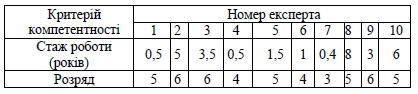 Критерій компетентності Номер експерта
1 2 3 4 5 6 7 8 9 10
Стаж роботи (років) 0,5 5 3,5 0,5 1,5 1 0,4 8 3 6
Розряд 5 6 6 4 5 4 3 5 6 5